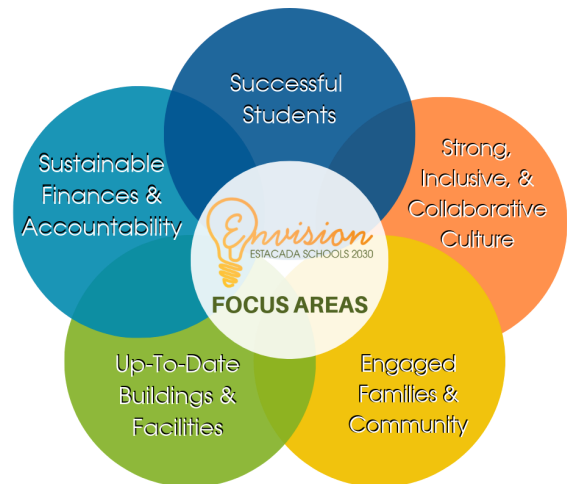 Successful
Students
Strong,
Inclusive, &
Collaborative
Culture
Engaged
Families &
Community
Up-To-Date
Buildings &
Facilities
Sustainable
Finances &
Accountability
Envision
ESTACADA SCHOOLS 2030
FOCUS AREAS